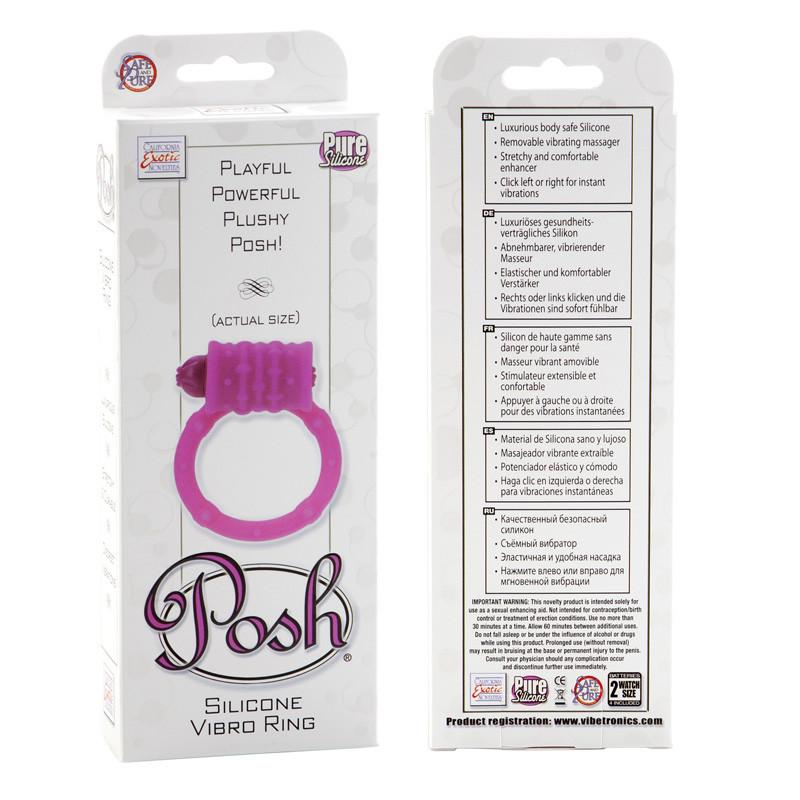 SAFE
AND
PURE
CALIFORNIA
Exotic
NOVELTIES
Pure
Silicone
PLAYFUL
POWERFUL
PLUSHY
POSH!
(ACTUAL SIZE)
Posh®
SILICONE
VIBRO RING
EN
• Luxurious body safe Silicone
• Removable vibrating massager
• Stretchy and comfortable
enhancer
• Click left or right for instant
vibrations
DE
• Luxuriöses gesundheits-
verträgliches Silikon
• Abnehmbarer, vibrierender
Masseur
• Elastischer und komfortabler
Verstärker
• Rechts oder links klicken und die
Vibrationen sind sofort fühlbar
FR
• Silicon de haute gamme sans
danger pour la santé
• Masseur vibrant amovible
• Stimulateur extensible et
confortable
• Appuyer à gauche ou à droite
pour des vibrations instantanées
ES
• Material de Silicona sano y lujoso
• Masajeador vibrante extraíble
• Potenciador elástico y cómodo
• Haga clic en izquierda o derecha
para vibraciones instantáneas
RU
• Качественный безопасный
силикон
• Съёмный вибратор
• Эластичная и удобная насадка
• Нажмите влево или вправо для
мгновенной вибрации
IMPORTANT WARNING: This novelty product is intended solely for
use as a sexual enhancing aid. Not intended for contraception/birth
control or treatment of erection conditions. Use no more than
30 minutes at a time. Allow 60 minutes between additional uses.
Do not fall asleep or be under the influence of alcohol or drugs
while using this product. Prolonged use (without removal)
may result in bruising at the base or permanent injury to the penis.
Consult your physician should any complication occur
and discontinue further use immediately.
CALIFORNIA
Exotic
NOVELTIES
Pure
Silicone
CE
SAFE
AND
PURE
BATTERIES
2 WATCH
SIZE
4 INCLUDED
Product registration: www.vibetronics.com